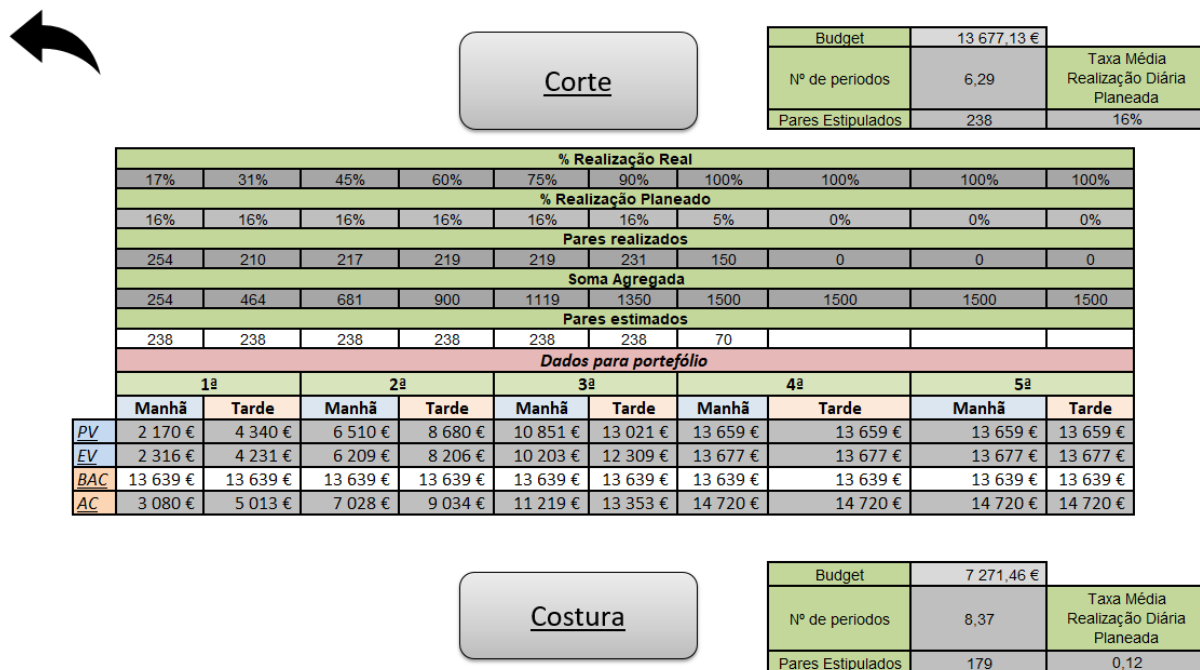 Corte
Budget 13 677,13 €
Nº de periodos 6,29 Taxa Média Realização Diária Planeada
Pares Estipulados 238 16%
% Realização Real
17% 31% 45% 60% 75% 90% 100% 100% 100% 100%
% Realização Planeado
16% 16% 16% 16% 16% 16% 5% 0% 0% 0%
Pares realizados
254 210 217 219 219 231 150 0 0 0
Soma Agregada
254 464 681 900 1119 1350 1500 1500 1500 1500
Pares estimados
238 238 238 238 238 238 70
Dados para portefólio
1ª 2ª 3ª 4ª 5ª
Manhã Tarde Manhã Tarde Manhã Tarde Manhã Tarde Manhã Tarde
PV 2 170 € 4 340 € 6 510 € 8 680 € 10 851 € 13 021 € 13 659 € 13 659 € 13 659 € 13 659 €
EV 2 316 € 4 231 € 6 209 € 8 206 € 10 203 € 12 309 € 13 677 € 13 677 € 13 677 € 13 677 €
BAC 13 639 € 13 639 € 13 639 € 13 639 € 13 639 € 13 639 € 13 639 € 13 639 € 13 639 € 13 639 €
AC 3 080 € 5 013 € 7 028 € 9 034 € 11 219 € 13 353 € 14 720 € 14 720 € 14 720 € 14 720 €
Costura
Budget 7 271,46 €
Nº de periodos 8,37 Taxa Média Realização Diária Planeada
Pares Estipulados 179 0,12